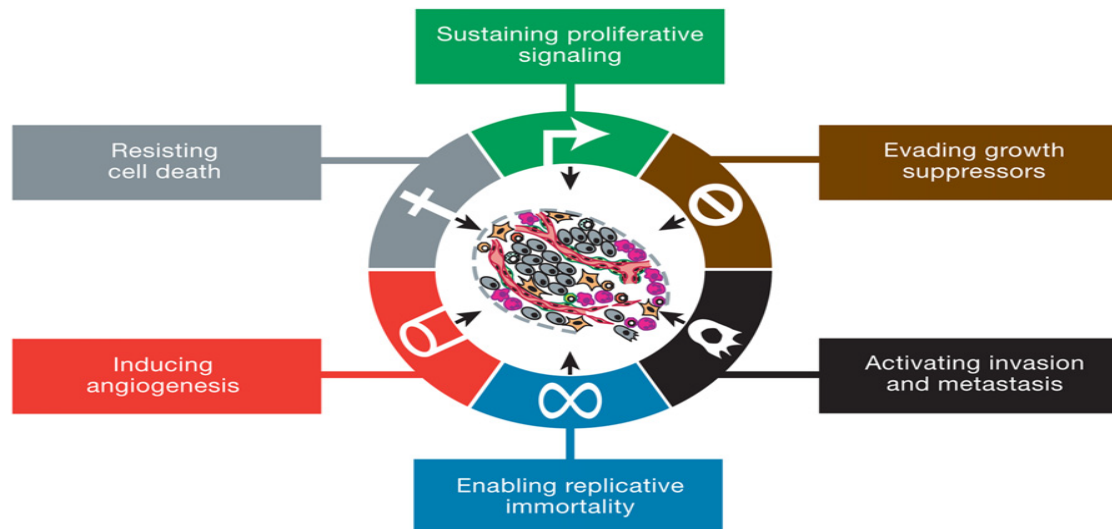 Sustaining proliferative
signaling
Resisting
cell death
Evading growth
suppressors
Inducing
angiogenesis
Activating invasion
and metastasis
Enabling replicative
immortality